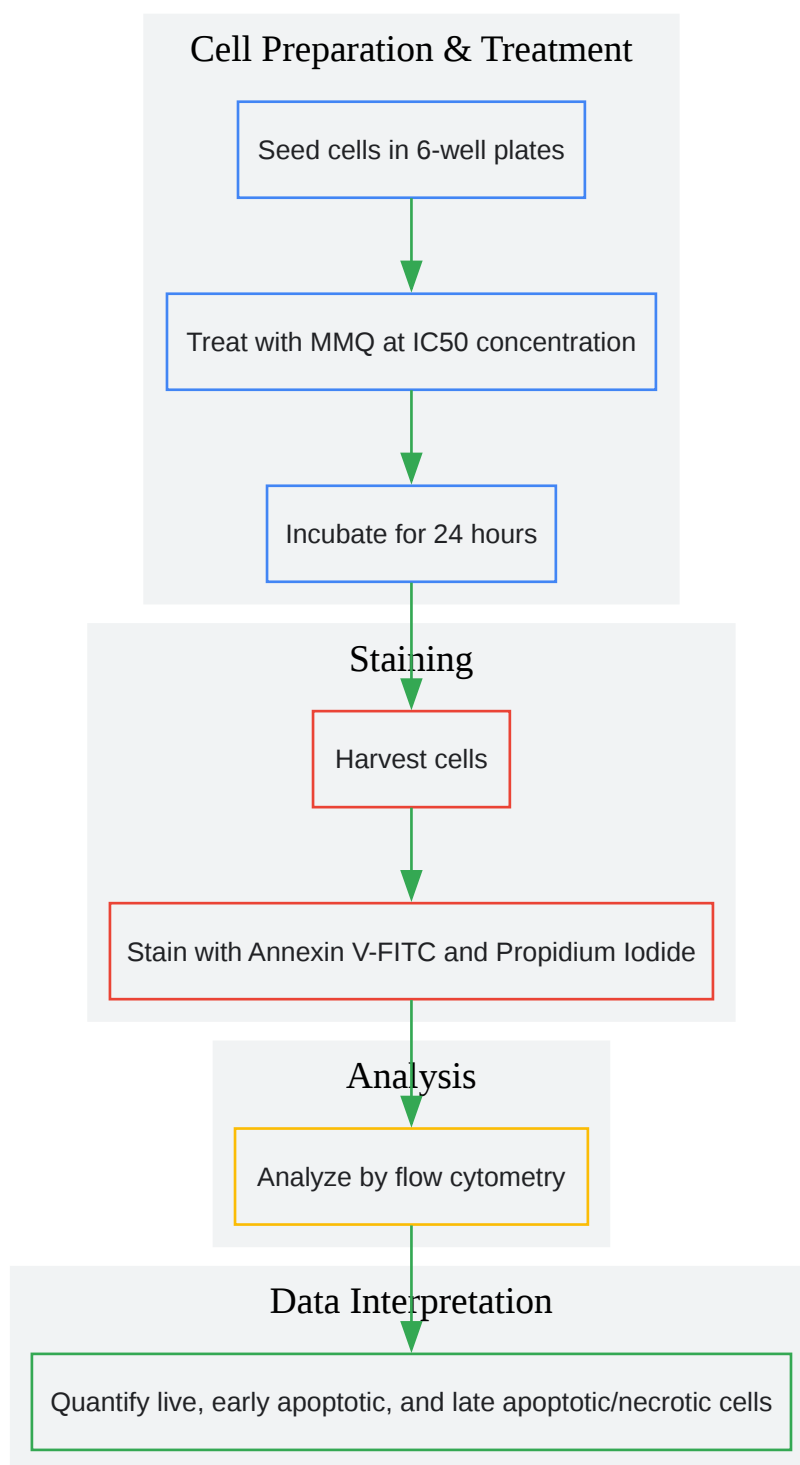 Cell Preparation & Treatment
Seed cells in 6-well plates
Treat with MMQ at IC50 concentration
Incubate for 24 hours
Staining
Harvest cells
Stain with Annexin V-FITC and Propidium Iodide
Analysis
Analyze by flow cytometry
Data Interpretation
Quantify live, early apoptotic, and late apoptotic/necrotic cells